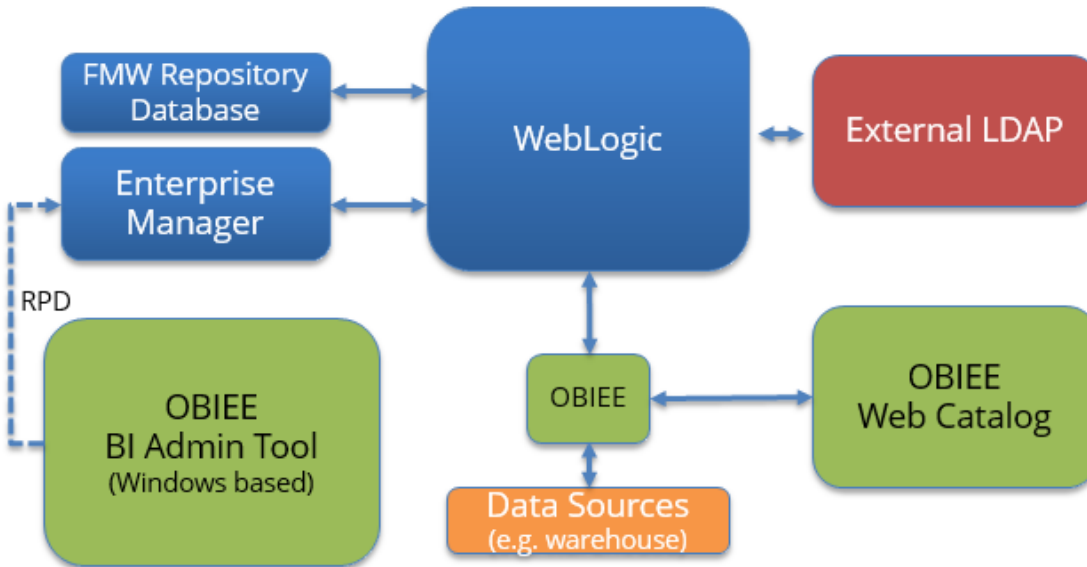 FMW Repository
Database
WebLogic
External LDAP
Enterprise
Manager
RPD
OBIEE
BI Admin Tool
(Windows based)
OBIEE
OBIEE
Web Catalog
Data Sources
(e.g. warehouse)